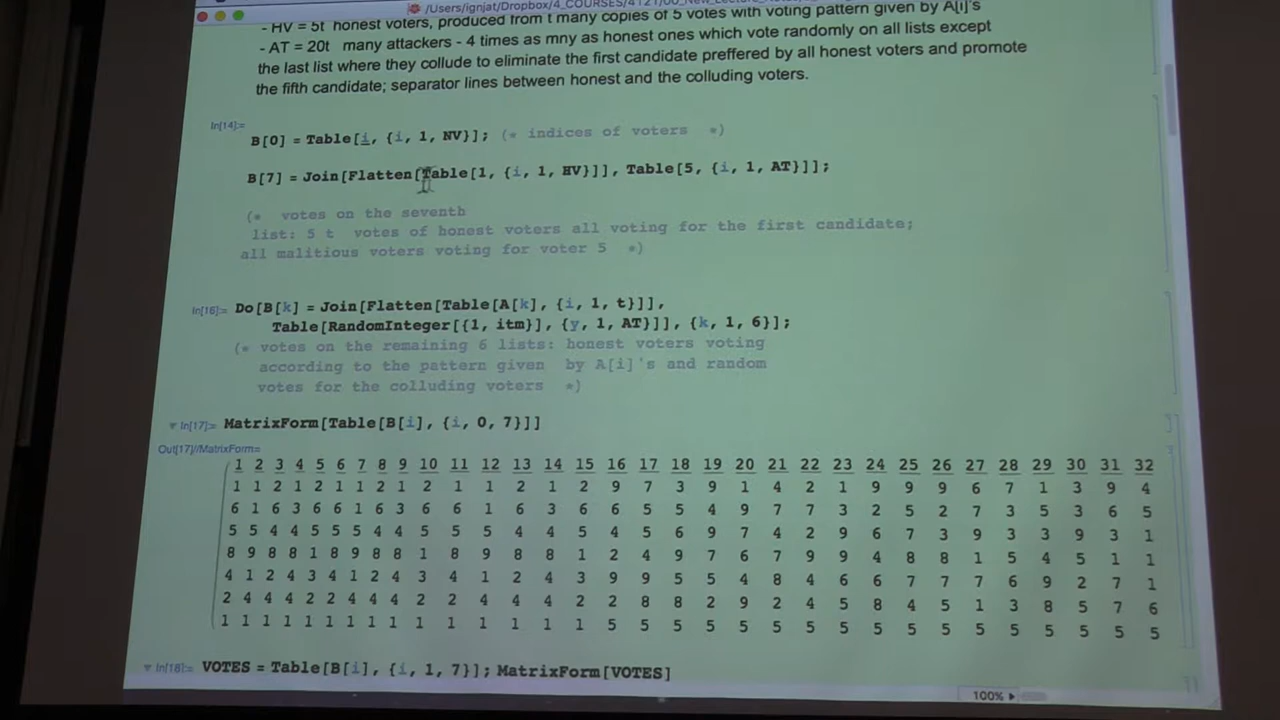 /Users/ignjat/Dropbox/4_COURSES/4121/
- HV = 5t honest voters, produced from t many copies of 5 votes with voting pattern given by A[i]'s
- AT = 20t many attackers - 4 times as mny as honest ones which vote randomly on all lists except
the last list where they collude to eliminate the first candidate preffered by all honest voters and promote
the fifth candidate; separator lines between honest and the colluding voters.
In[14]:= B[0] = Table[i, {i, 1, NV}]; (* indices of voters *)
B[7] = Join[Flatten[Table[1, {i, 1, HV}]], Table[5, {i, 1, AT}]];
(* votes on the seventh
list: 5 t votes of honest voters all voting for the first candidate;
all malitious voters voting for voter 5 *)
In[16]:= Do[B[k] = Join[Flatten[Table[A[k], {i, 1, t}]],
Table[RandomInteger[{1, itm}], {y, 1, AT}]], {k, 1, 6}];
(* votes on the remaining 6 lists: honest voters voting
according to the pattern given by A[i]'s and random
votes for the colluding voters *)
In[17]:= MatrixForm[Table[B[i], {i, 0, 7}]]
Out[17]//MatrixForm=
1 2 3 4 5 6 7 8 9 10 11 12 13 14 15 16 17 18 19 20 21 22 23 24 25 26 27 28 29 30 31 32
1 1 2 1 2 1 1 2 1 2 1 1 2 1 2 9 7 3 9 1 4 2 1 9 9 9 6 7 1 3 9 4
6 1 6 3 6 6 1 6 3 6 6 1 6 3 6 6 5 5 4 9 7 7 3 2 5 2 7 3 5 3 6 5
5 5 4 4 5 5 5 4 4 5 5 5 4 4 5 4 5 6 9 7 4 2 9 6 7 3 9 3 3 9 3 1
8 9 8 8 1 8 9 8 8 1 8 9 8 8 1 2 4 9 7 6 7 9 9 4 8 8 1 5 4 5 1 1
4 1 2 4 3 4 1 2 4 3 4 1 2 4 3 9 9 5 5 4 8 4 6 6 7 7 7 6 9 2 7 1
2 4 4 4 2 2 4 4 4 2 2 4 4 4 2 2 8 8 2 9 2 4 5 8 4 5 1 3 8 5 7 6
1 1 1 1 1 1 1 1 1 1 1 1 1 1 1 5 5 5 5 5 5 5 5 5 5 5 5 5 5 5 5 5
In[18]:= VOTES = Table[B[i], {i, 1, 7}]; MatrixForm[VOTES]
100%